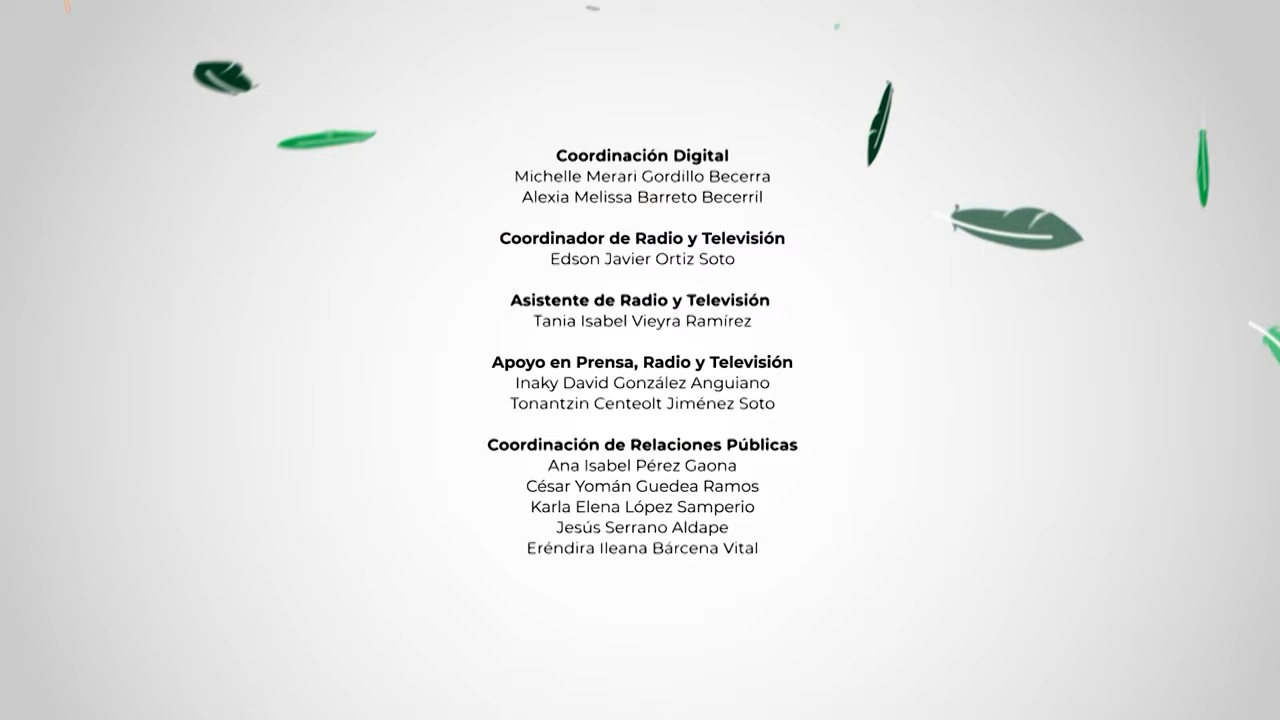 Coordinación Digital
Michelle Merari Gordillo Becerra
Alexia Melissa Barreto Becerril
Coordinador de Radio y Televisión
Edson Javier Ortiz Soto
Asistente de Radio y Televisión
Tania Isabel Vieyra Ramírez
Apoyo en Prensa, Radio y Televisión
Inaky David González Anguiano
Tonantzin Centeolt Jiménez Soto
Coordinación de Relaciones Públicas
Ana Isabel Pérez Gaona
César Yomán Guedea Ramos
Karla Elena López Samperio
Jesús Serrano Aldape
Eréndira Ileana Bárcena Vital